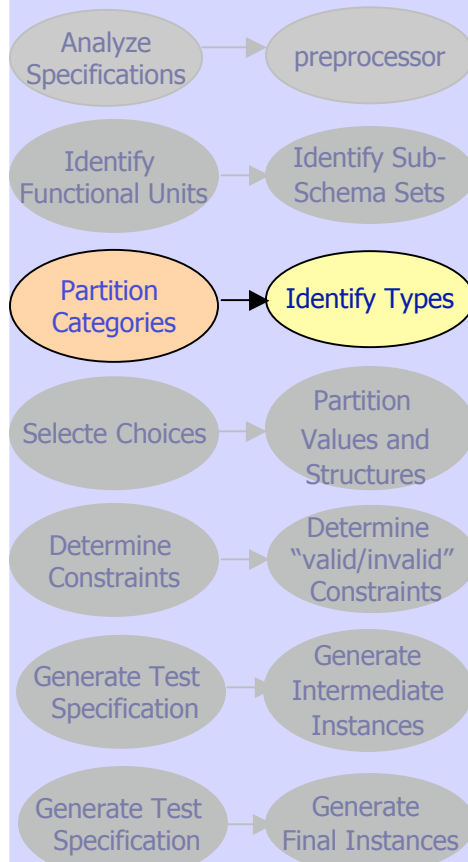 Analyze
Specifications
preprocessor
Identify
Functional Units
Identify Sub-
Schema Sets
Partition
Categories
Identify Types
Selecte Choices
Partition
Values and
Structures
Determine
Constraints
Determine
“valid/invalid”
Constraints
Generate Test
Specification
Generate
Intermediate
Instances
Generate Test
Specification
Generate
Final Instances